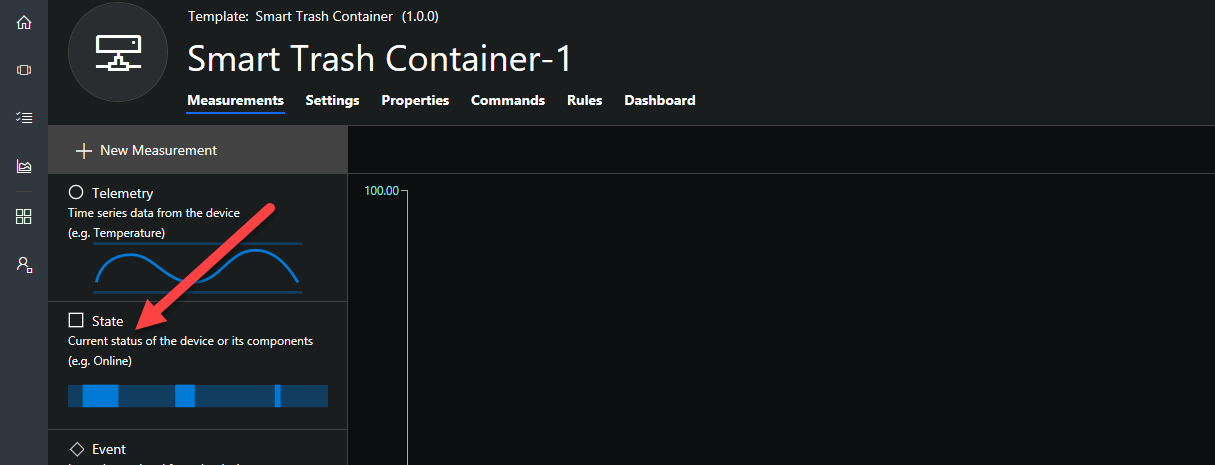 Template: Smart Trash Container (1.0.0)
Smart Trash Container-1
Measurements Settings Properties Commands Rules Dashboard
New Measurement
Telemetry
Time series data from the device
(e.g. Temperature)
100.00
State
Current status of the device or its components
(e.g. Online)
Event